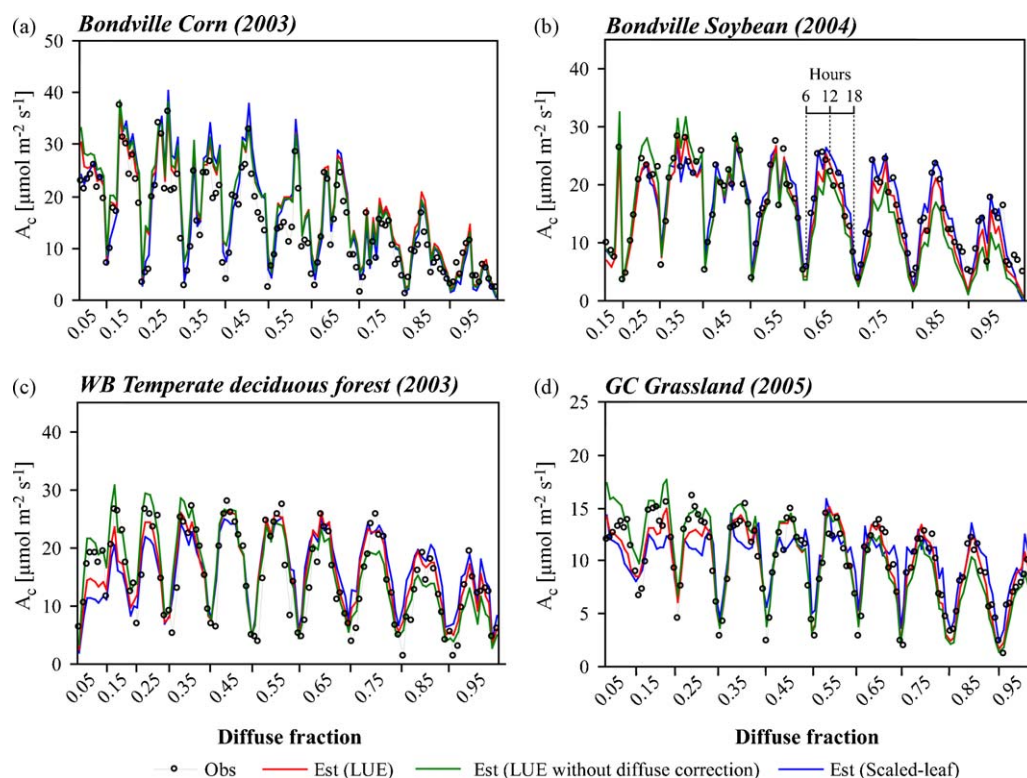 (a) Bondville Corn (2003)
50
40
30
20
10
0
A_c [µmol m⁻² s⁻¹]
0.05 0.15 0.25 0.35 0.45 0.55 0.65 0.75 0.85 0.95
(b) Bondville Soybean (2004)
Hours
6 12 18
40
30
20
10
0
A_c [µmol m⁻² s⁻¹]
0.15 0.25 0.35 0.45 0.55 0.65 0.75 0.85 0.95
(c) WB Temperate deciduous forest (2003)
40
30
20
10
0
A_c [µmol m⁻² s⁻¹]
0.05 0.15 0.25 0.35 0.45 0.55 0.65 0.75 0.85 0.95
Diffuse fraction
(d) GC Grassland (2005)
25
20
15
10
5
0
A_c [µmol m⁻² s⁻¹]
0.05 0.15 0.25 0.35 0.45 0.55 0.65 0.75 0.85 0.95
Diffuse fraction
Obs Est (LUE) Est (LUE without diffuse correction) Est (Scaled-leaf)